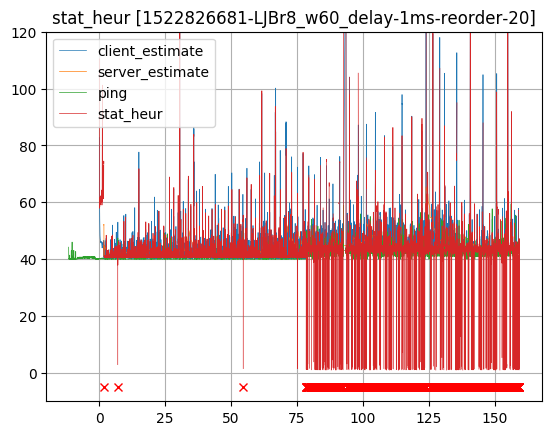 stat_heur [1522826681-LJBr8_w60_delay-1ms-reorder-20]
client_estimate
server_estimate
ping
stat_heur
120
100
80
60
40
20
0
0 25 50 75 100 125 150